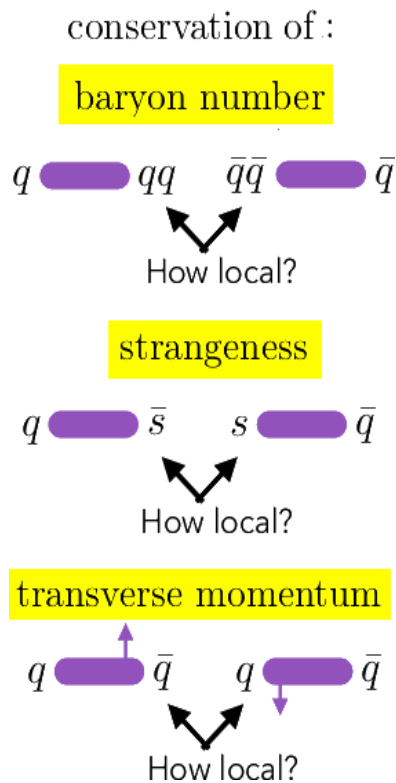 conservation of :
baryon number
q qq q̄q̄ q̄
How local?
strangeness
q s̄ s q̄
How local?
transverse momentum
q q̄ q q̄
How local?